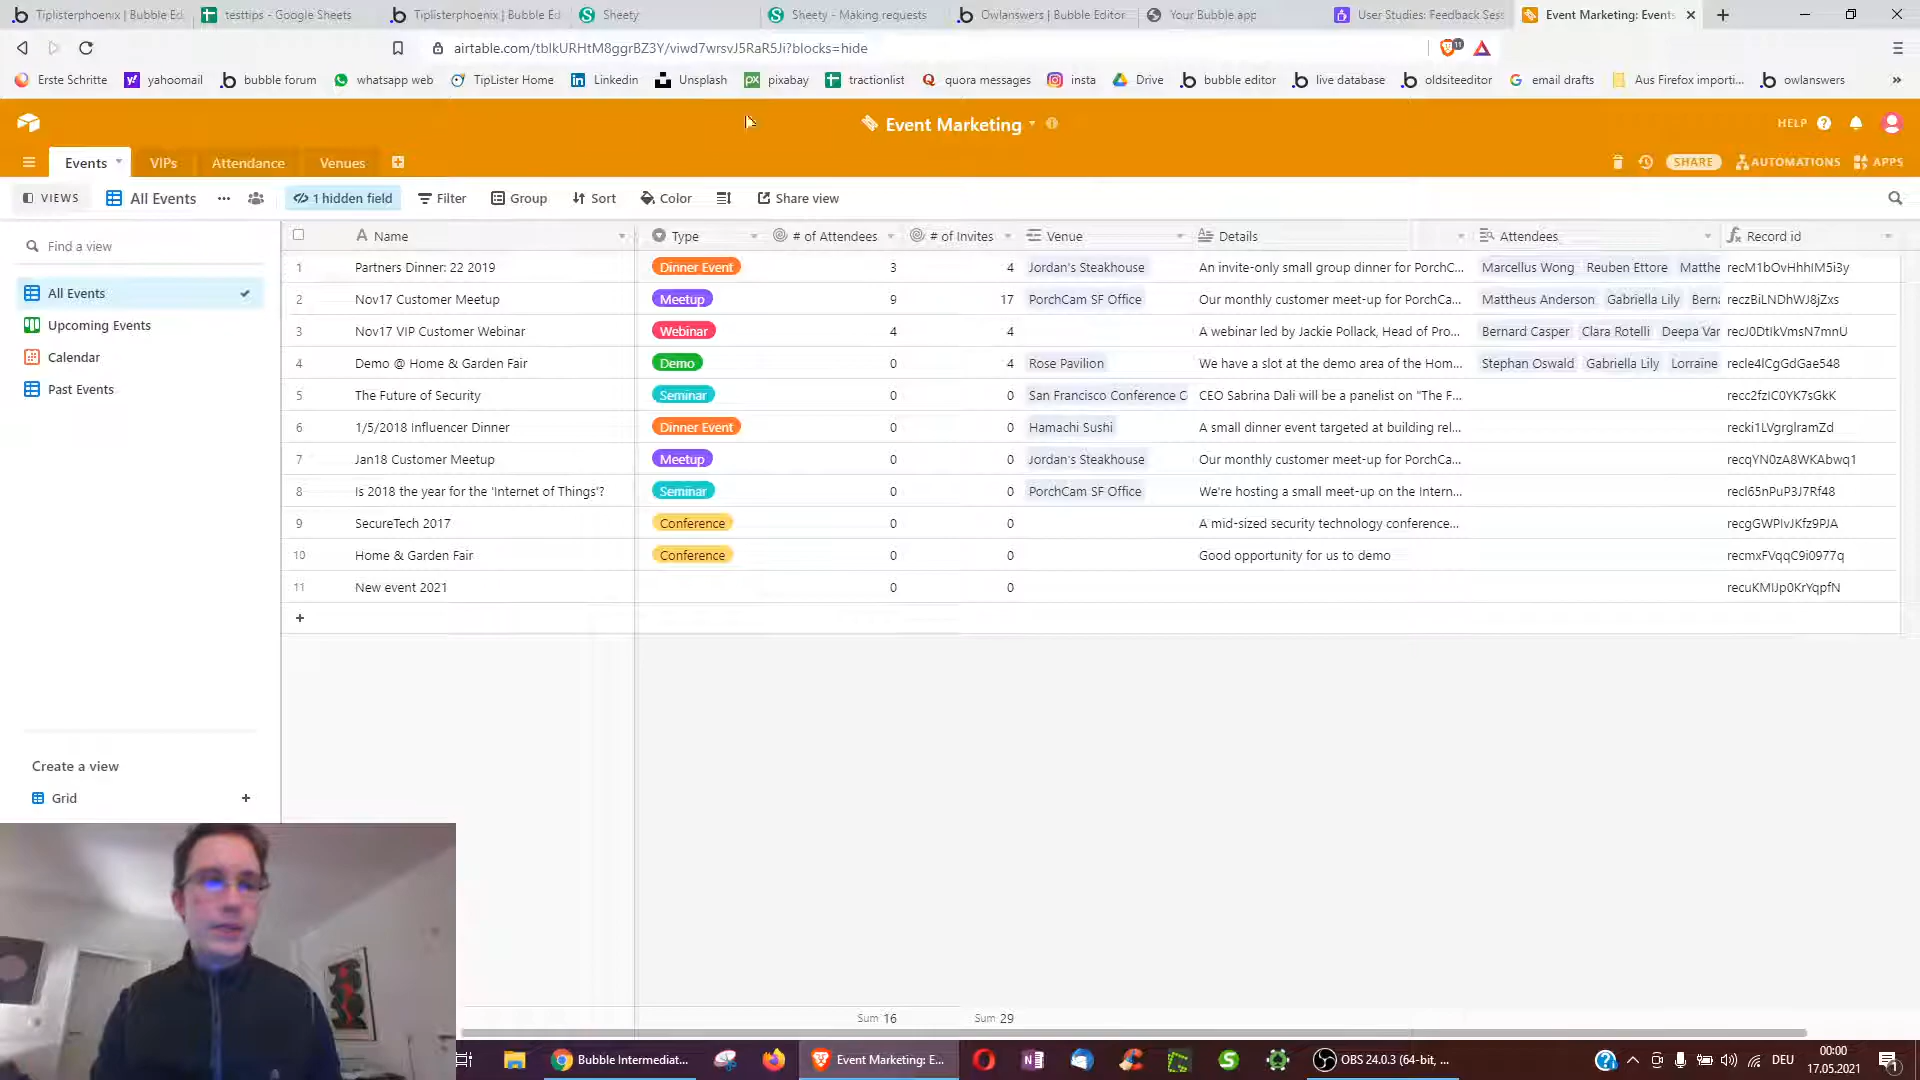 Tiplisterphoenix | Bubble Ed
testtips - Google Sheets
Tiplisterphoenix | Bubble Ed
Sheety
Sheety - Making requests
Owlanswers | Bubble Editor
Your Bubble app
User Studies: Feedback Sess
Event Marketing: Events
airtable.com/tblkURHtM8ggrBZ3Y/viwd7wrsvJ5RaR5Ji?blocks=hide
11
Erste Schritte yahoomail bubble forum whatsapp web TipLister Home Linkedin Unsplash pixabay tractionlist quora messages insta Drive bubble editor live database oldsiteeditor email drafts Aus Firefox importi... owlanswers »
Event Marketing
HELP
Events VIPs Attendance Venues
SHARE AUTOMATIONS APPS
VIEWS All Events 1 hidden field Filter Group Sort Color Share view
Find a view
All Events
Upcoming Events
Calendar
Past Events
Create a view
Grid +
Name Type # of Attendees # of Invites Venue Details Attendees Record id
1 Partners Dinner: 22 2019 Dinner Event 3 4 Jordan's Steakhouse An invite-only small group dinner for PorchC... Marcellus Wong Reuben Ettore Matthe recM1bOvHhhIM5i3y
2 Nov17 Customer Meetup Meetup 9 17 PorchCam SF Office Our monthly customer meet-up for PorchCa... Mattheus Anderson Gabriella Lily Berna reczBiLNDhWJ8jZxs
3 Nov17 VIP Customer Webinar Webinar 4 4 A webinar led by Jackie Pollack, Head of Pro... Bernard Casper Clara Rotelli Deepa Var recJ0DtikVmsN7mnU
4 Demo @ Home & Garden Fair Demo 0 4 Rose Pavilion We have a slot at the demo area of the Hom... Stephan Oswald Gabriella Lily Lorraine recle4lCgGdGae548
5 The Future of Security Seminar 0 0 San Francisco Conference C CEO Sabrina Dali will be a panelist on "The F... recc2fzIC0YK7sGkK
6 1/5/2018 Influencer Dinner Dinner Event 0 0 Hamachi Sushi A small dinner event targeted at building rel... recki1LVgrglramZd
7 Jan18 Customer Meetup Meetup 0 0 Jordan's Steakhouse Our monthly customer meet-up for PorchCa... recqYN0zA8WKAbwq1
8 Is 2018 the year for the 'Internet of Things'? Seminar 0 0 PorchCam SF Office We're hosting a small meet-up on the Intern... recl65nPuP3J7Rf48
9 SecureTech 2017 Conference 0 0 A mid-sized security technology conference... recgGWPIvJKfz9PJA
10 Home & Garden Fair Conference 0 0 Good opportunity for us to demo recmxFVqqC9i0977q
11 New event 2021 0 0 recuKMIJp0KrYqpfN
+
Sum 16 Sum 29
Bubble Intermediat... Event Marketing: E... OBS 24.0.3 (64-bit, ... DEU 00:00
17.05.2021
1